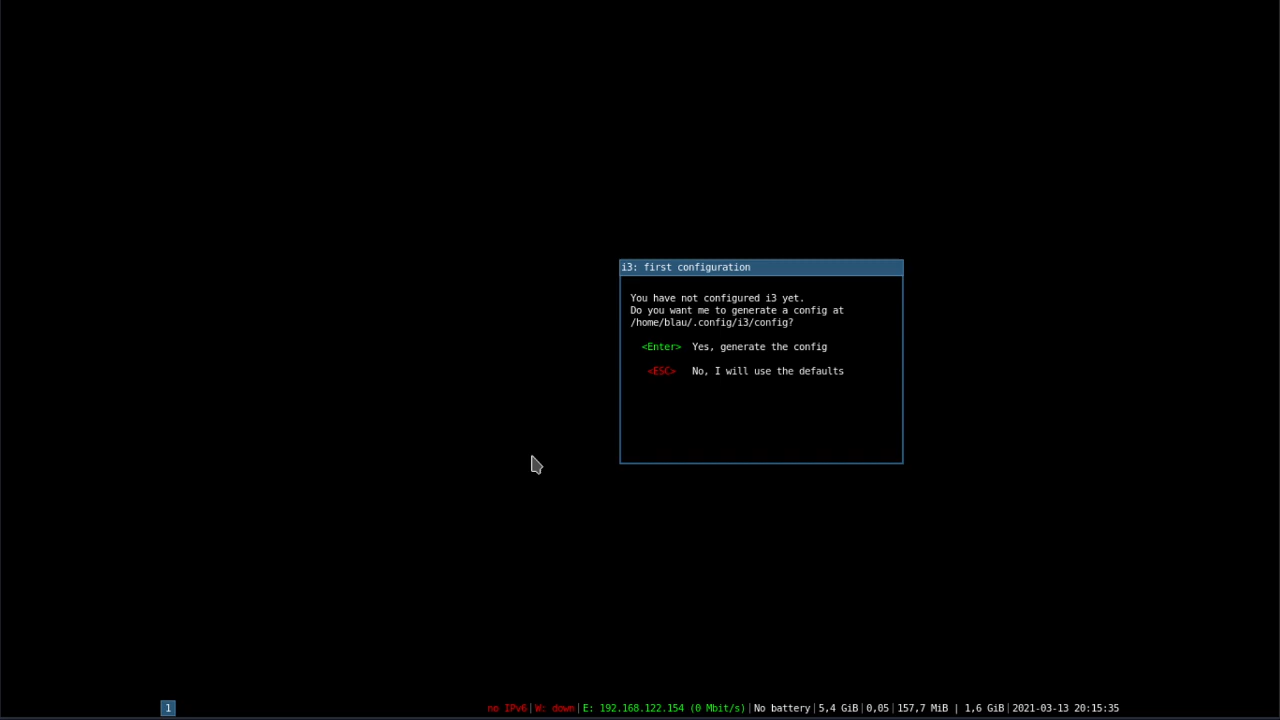 i3: first configuration
You have not configured i3 yet.
Do you want me to generate a config at
/home/blau/.config/i3/config?
<Enter> Yes, generate the config
<ESC> No, I will use the defaults
1
no IPv6|W: down|E: 192.168.122.154 (0 Mbit/s)|No battery|5,4 GiB|0,05|157,7 MiB | 1,6 GiB|2021-03-13 20:15:35